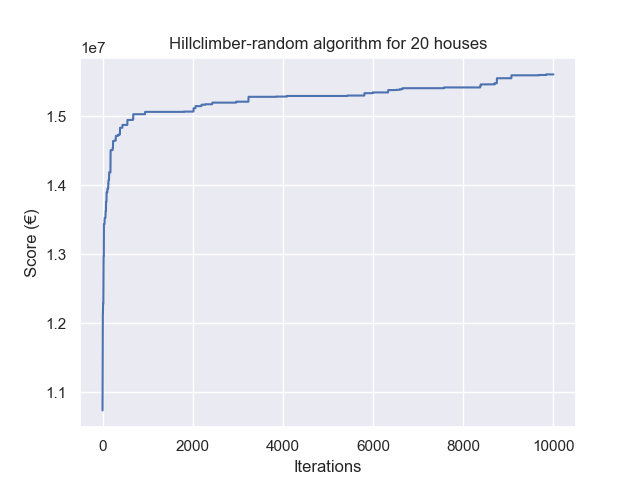 Hillclimber-random algorithm for 20 houses
1e7
Score (€)
1.5
1.4
1.3
1.2
1.1
0 2000 4000 6000 8000 10000
Iterations